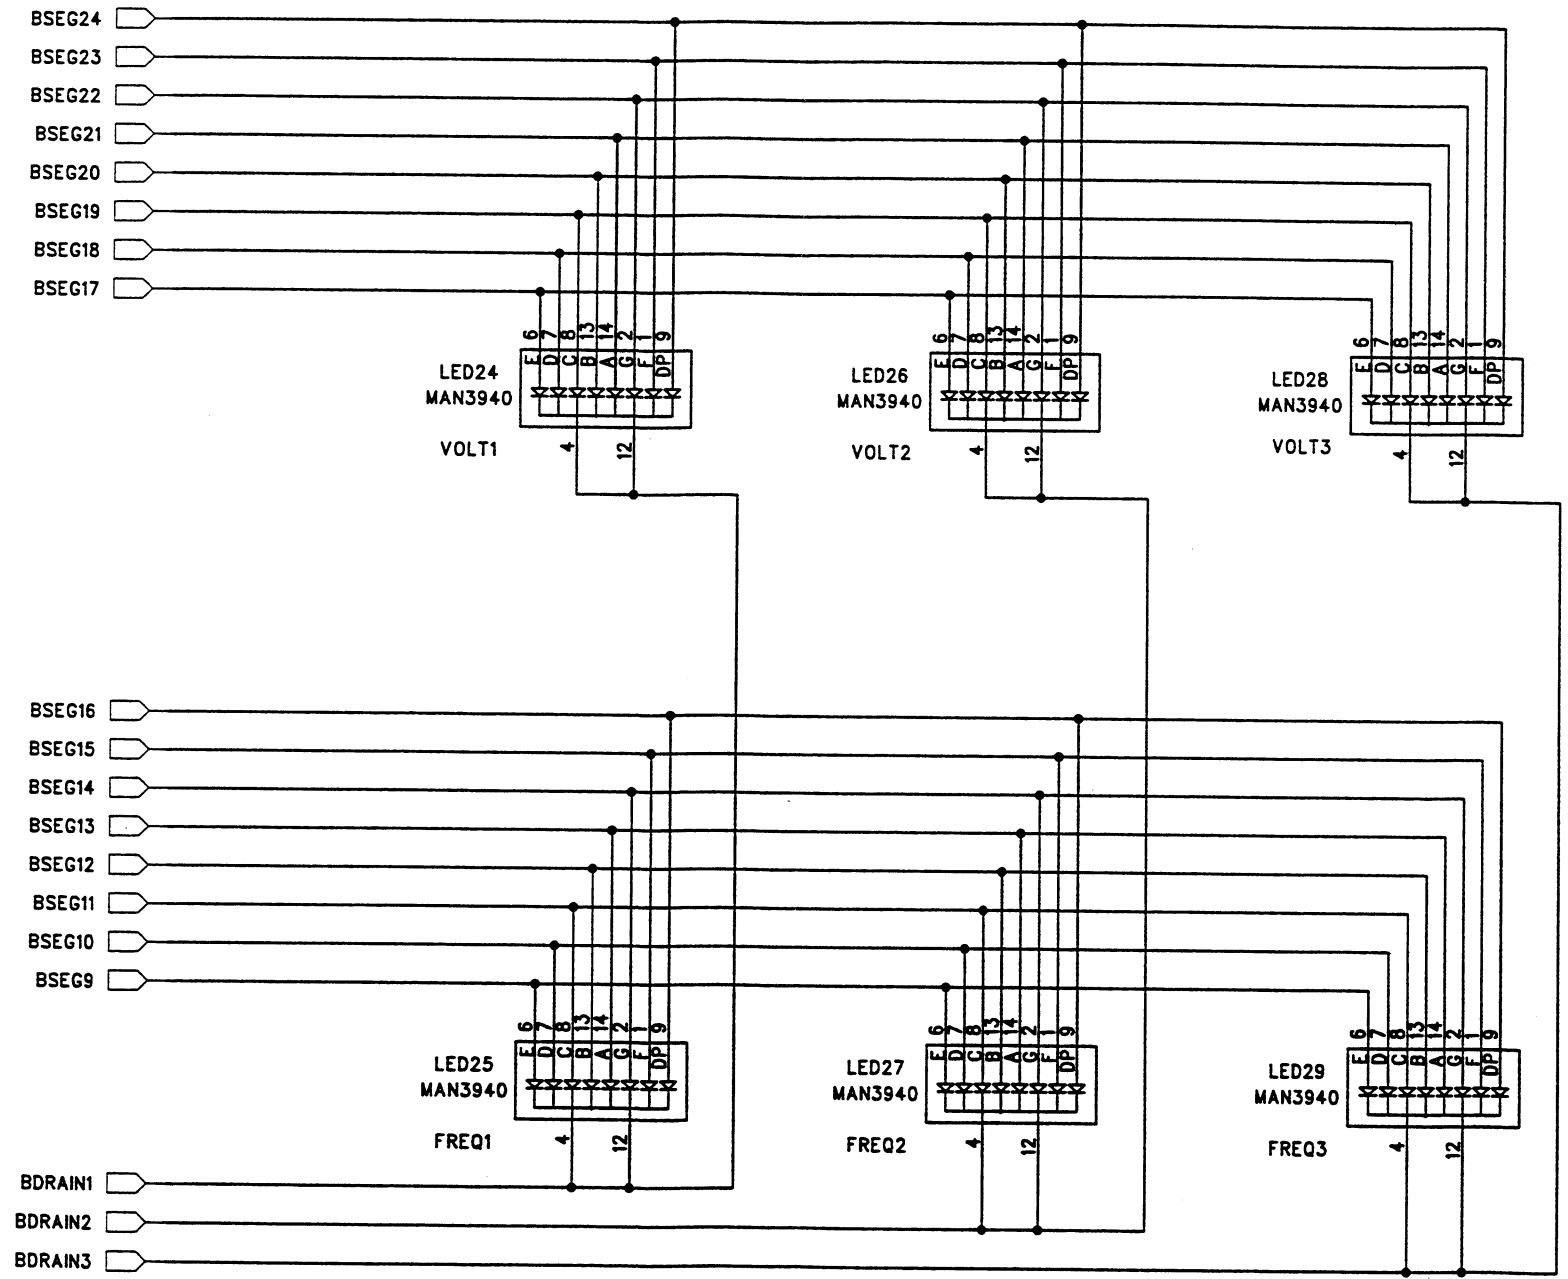 BSEG24
BSEG23
BSEG22
BSEG21
BSEG20
BSEG19
BSEG18
BSEG17
6 7 8 13 14 2 1 9
E D C B A G F DP
LED24
MAN3940
VOLT1
4 12
6 7 8 13 14 2 1 9
E D C B A G F DP
LED26
MAN3940
VOLT2
4 12
6 7 8 13 14 2 1 9
E D C B A G F DP
LED28
MAN3940
VOLT3
4 12
BSEG16
BSEG15
BSEG14
BSEG13
BSEG12
BSEG11
BSEG10
BSEG9
6 7 8 13 14 2 1 9
E D C B A G F DP
LED25
MAN3940
FREQ1
4 12
6 7 8 13 14 2 1 9
E D C B A G F DP
LED27
MAN3940
FREQ2
4 12
6 7 8 13 14 2 1 9
E D C B A G F DP
LED29
MAN3940
FREQ3
4 12
BDRAIN1
BDRAIN2
BDRAIN3